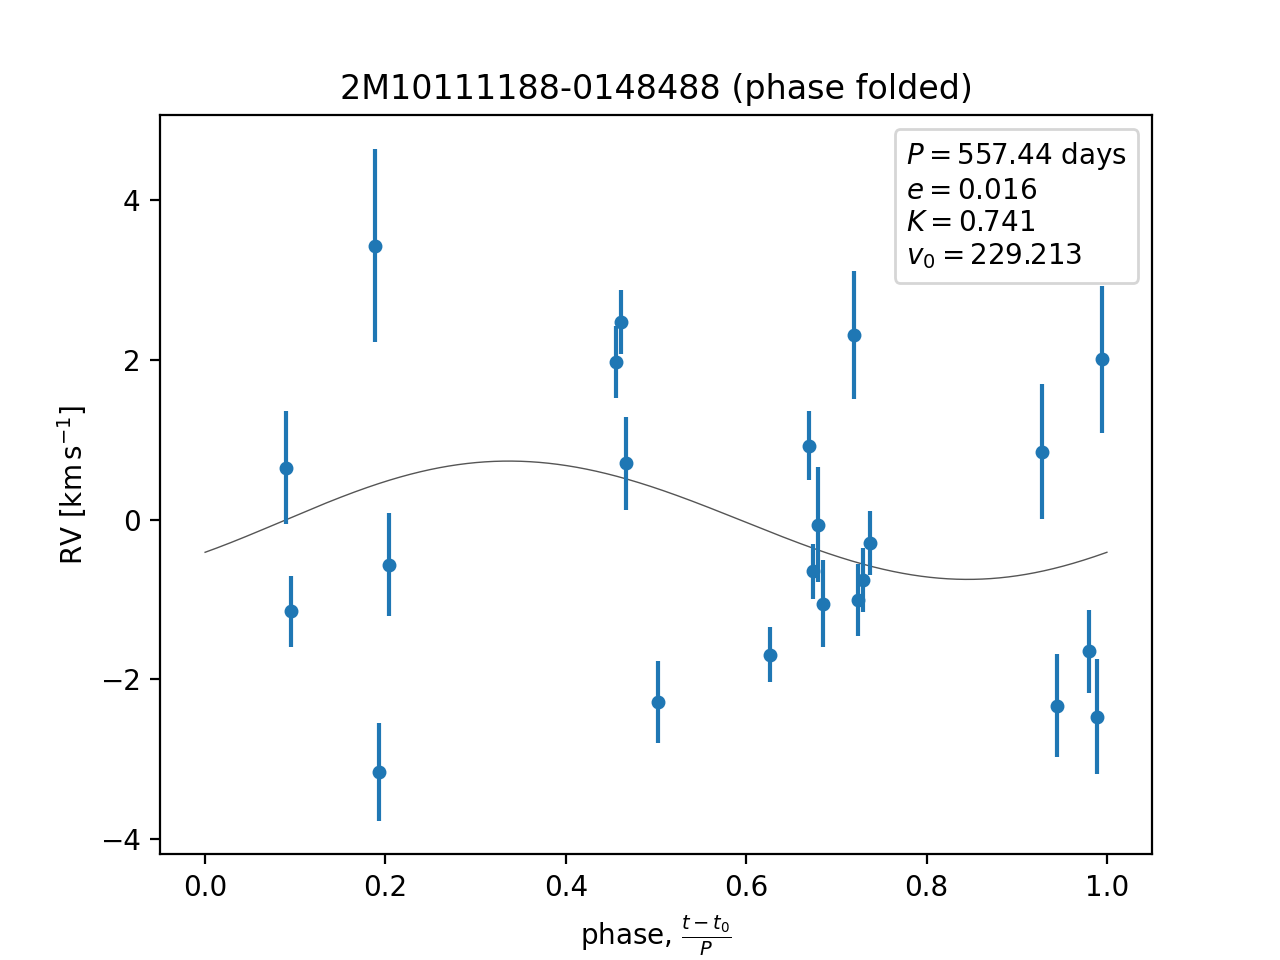 2M10111188-0148488 (phase folded)
P = 557.44 days
e = 0.016
K = 0.741
v₀ = 229.213
4
2
0
−2
−4
RV [km s⁻¹]
0.0 0.2 0.4 0.6 0.8 1.0
phase, (t − t₀)/P